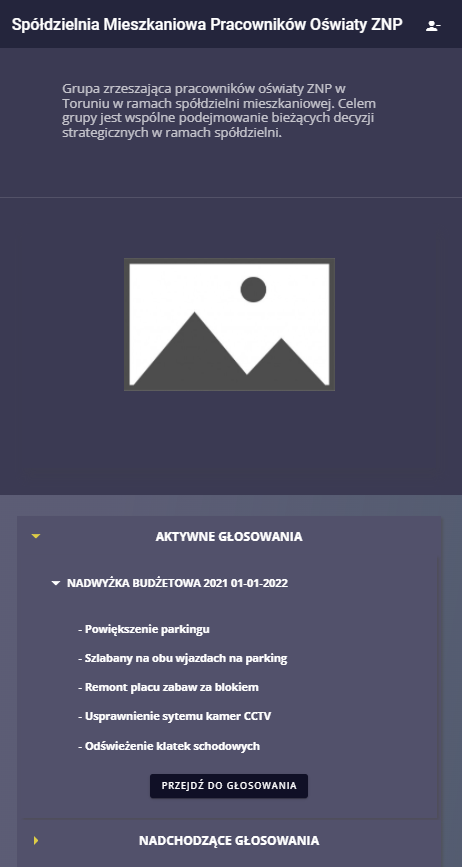 Spółdzielnia Mieszkaniowa Pracowników Oświaty ZNP
Grupa zrzeszająca pracowników oświaty ZNP w
Toruniu w ramach spółdzielni mieszkaniowej. Celem
grupy jest wspólne podejmowanie bieżących decyzji
strategicznych w ramach spółdzielni.
AKTYWNE GŁOSOWANIA
NADWYŻKA BUDŻETOWA 2021 01-01-2022
- Powiększenie parkingu
- Szlabany na obu wjazdach na parking
- Remont placu zabaw za blokiem
- Usprawnienie sytemu kamer CCTV
- Odświeżenie klatek schodowych
PRZEJDŹ DO GŁOSOWANIA
NADCHODZĄCE GŁOSOWANIA